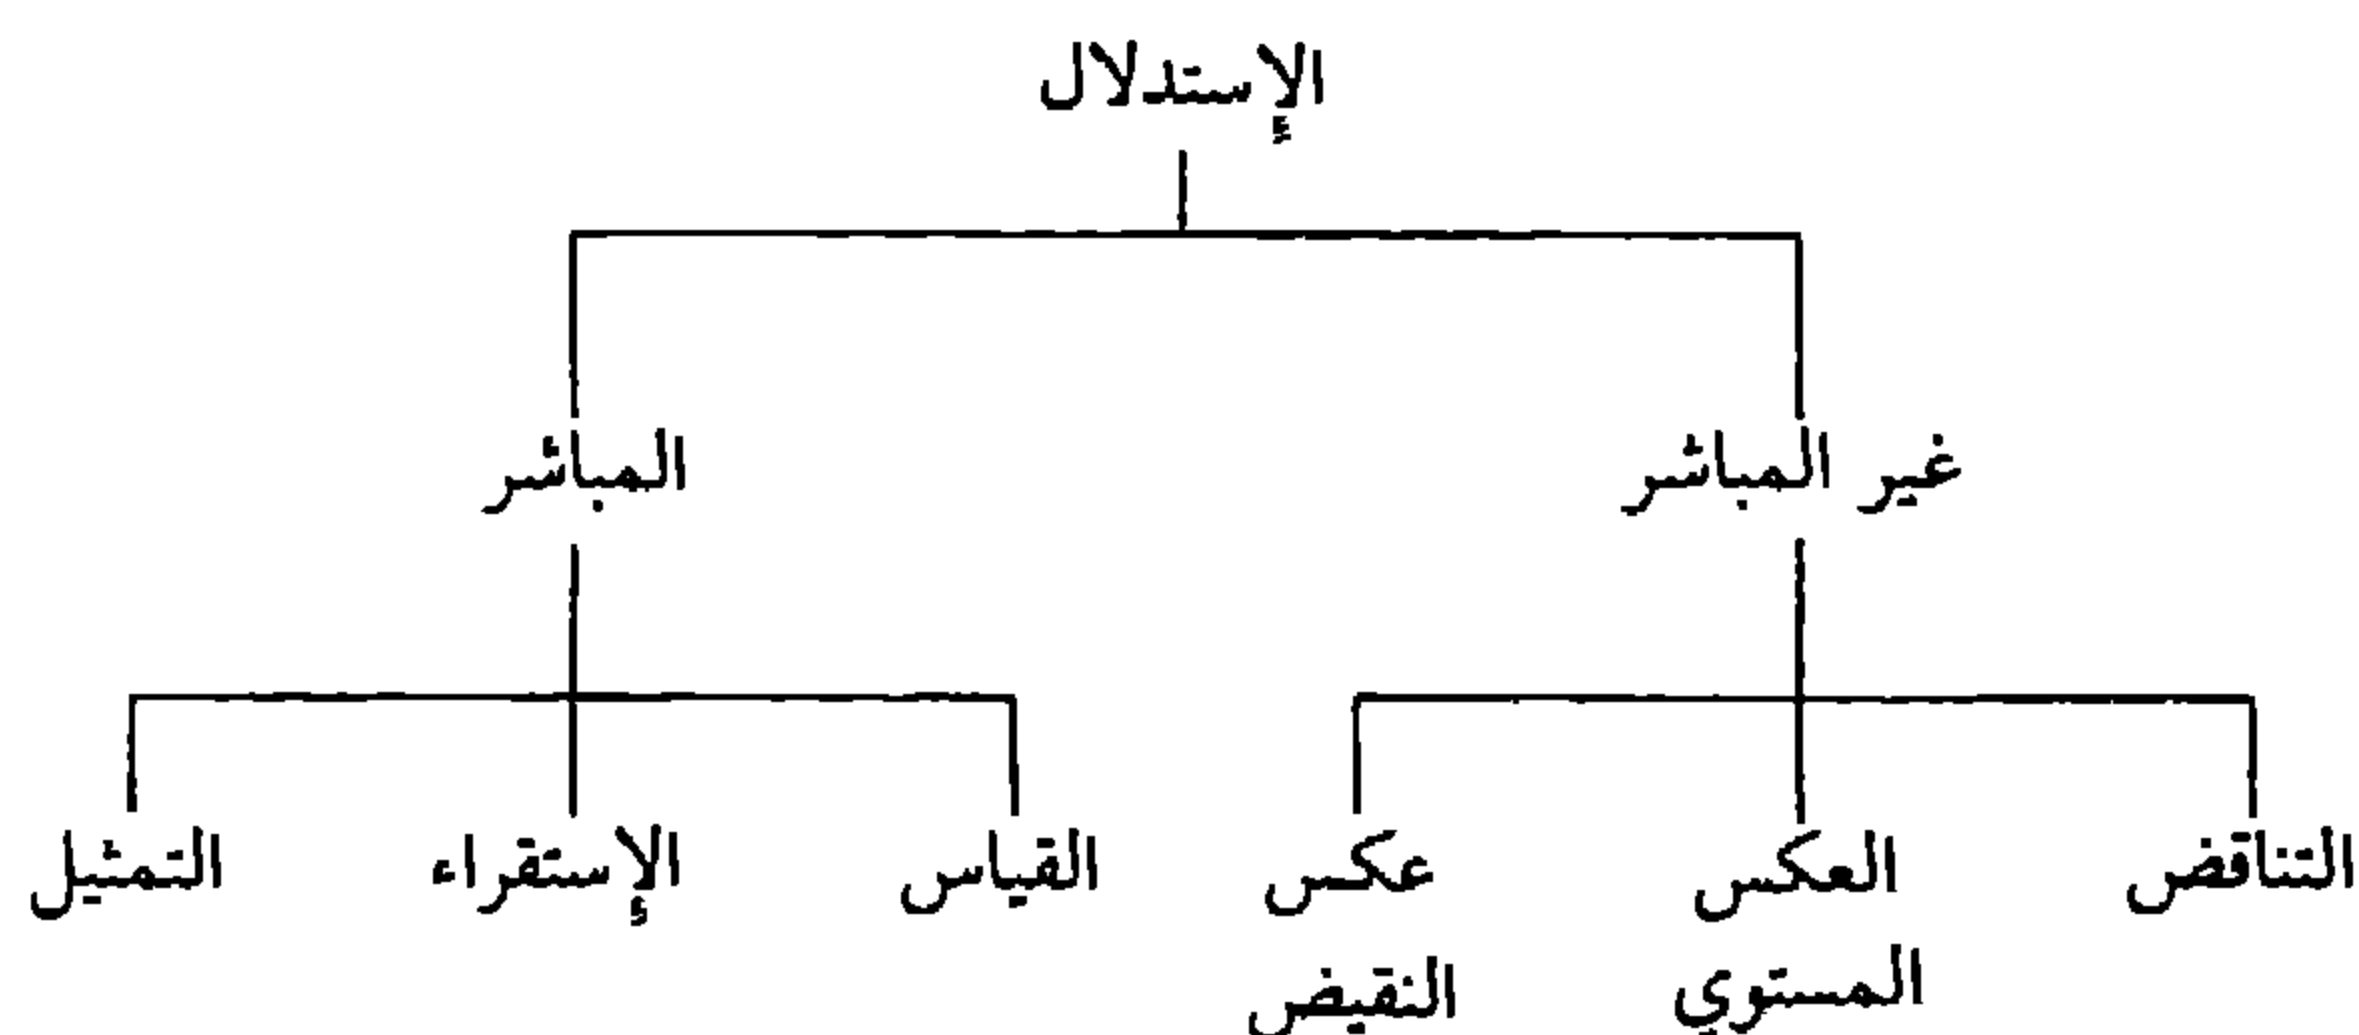 الإستدلال
غير المباشر
المباشر
التناقض
العكس
المستوي
عكس
النقيض
القياس
الإستقراء
التمثيل